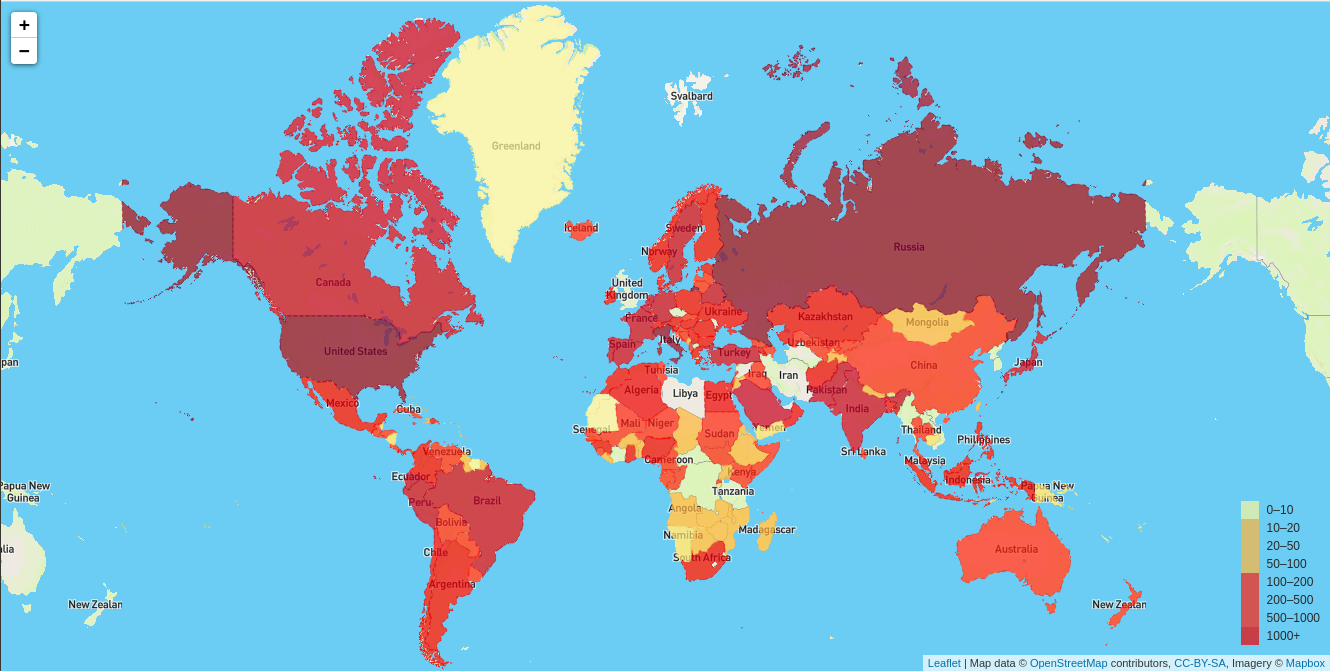 +
−
Svalbard
Greenland
Iceland
Sweden
Norway
Russia
Canada
United
Kingdom
Ukraine
Kazakhstan
Mongolia
France
United States
Italy
Spain
Turkey
Uzbekistan
China
Japan
pan
Tunisia
Iraq
Iran
Algeria
Libya
Egypt
Pakistan
Mexico
Cuba
India
Senegal
Mali
Niger
Sudan
Yemen
Thailand
Philippines
Venezuela
Cameroon
Sri Lanka
Malaysia
Ecuador
Kenya
Indonesia
Papua New
Guinea
Papua New
Guinea
Peru
Brazil
Tanzania
Angola
Bolivia
Madagascar
Namibia
Chile
South Africa
Australia
alia
Argentina
New Zealan
New Zealan
0–10
10–20
20–50
50–100
100–200
200–500
500–1000
1000+
Leaflet | Map data © OpenStreetMap contributors, CC-BY-SA, Imagery © Mapbox